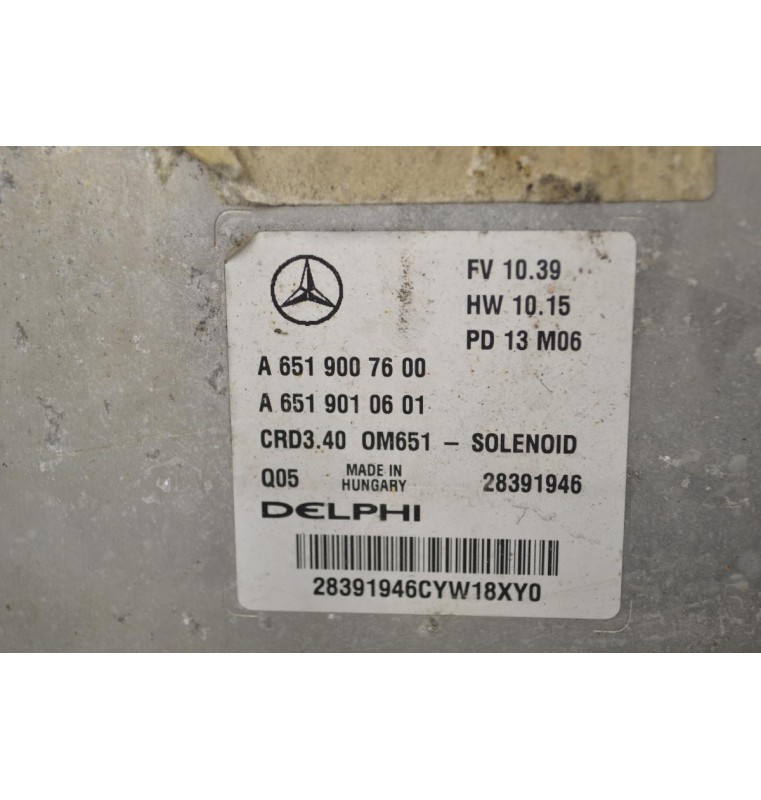 FV 10.39
HW 10.15
PD 13 M06
A 651 900 76 00
A 651 901 06 01
CRD3.40 OM651 – SOLENOID
Q05 MADE IN HUNGARY 28391946
DELPHI
28391946CYW18XY0